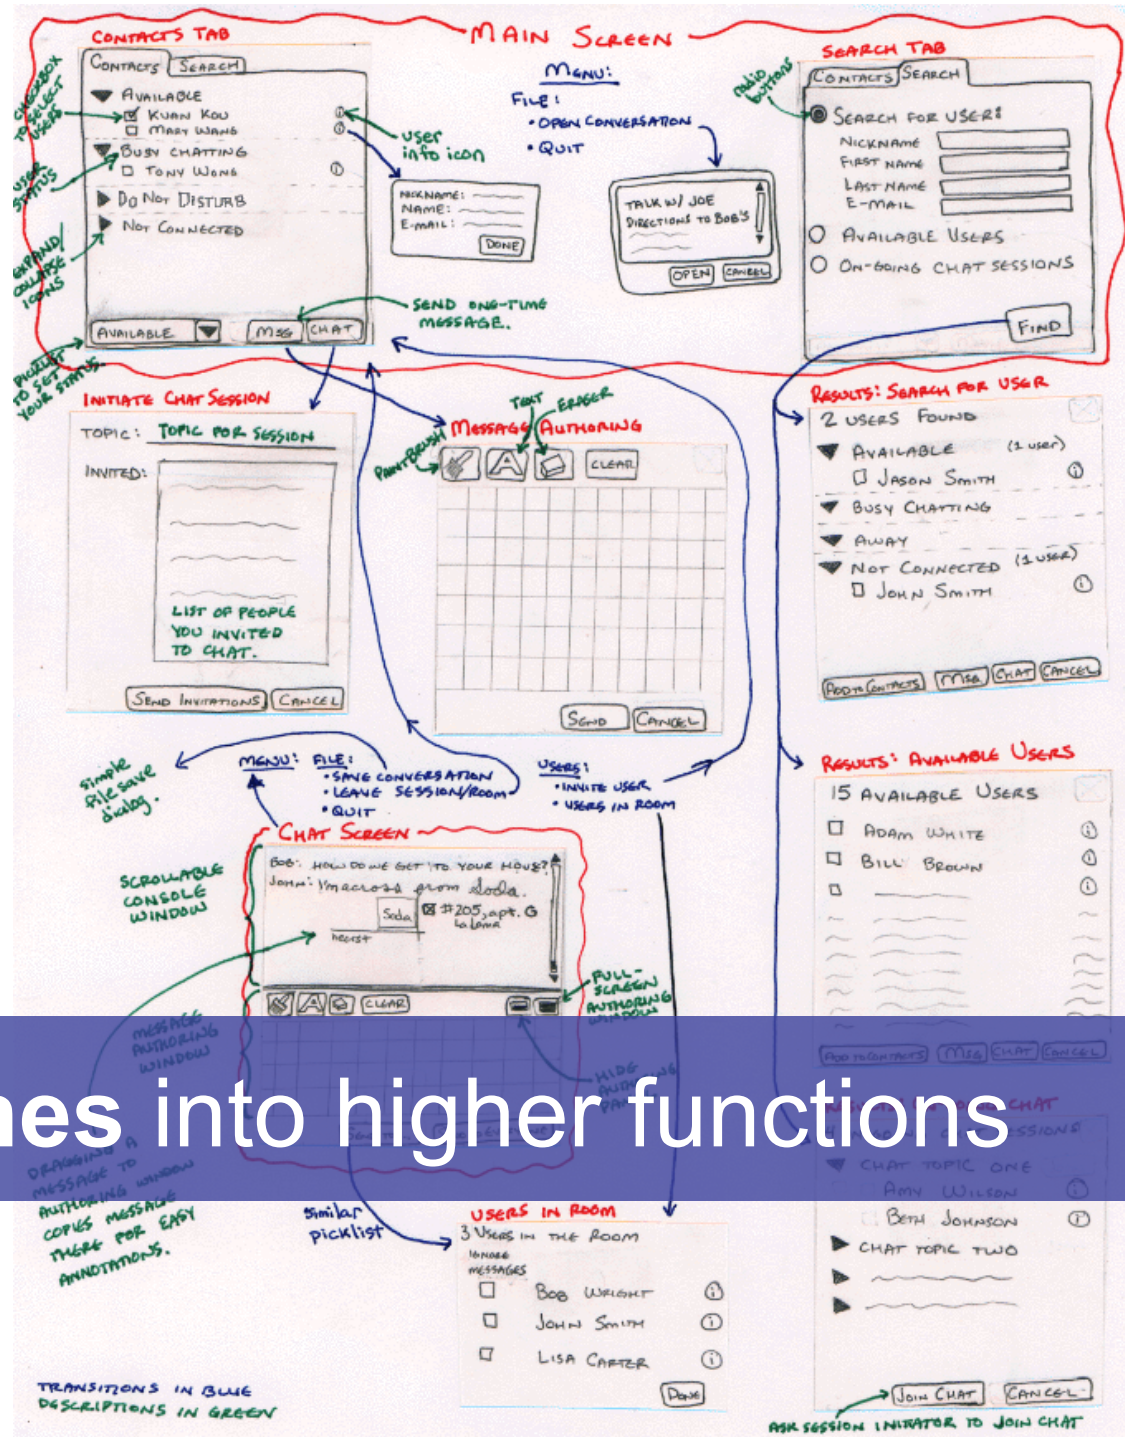 MAIN SCREEN
CONTACTS TAB
CONTACTS SEARCH
AVAILABLE
KUAN KOU
MARY WANG
BUSY CHATTING
TONY WONG
DO NOT DISTURB
NOT CONNECTED
AVAILABLE
MSG CHAT
CHECKBOX
TO SELECT
USERS
USER
STATUS
EXPAND/
COLLAPSE
ICONS
PICKLIST
TO SET
YOUR STATUS.
user
info icon
NICKNAME:
NAME:
E-MAIL:
DONE
SEND ONE-TIME
MESSAGE.
MENU:
FILE:
• OPEN CONVERSATION
• QUIT
TALK W/ JOE
DIRECTIONS TO BOB'S
OPEN CANCEL
SEARCH TAB
radio
buttons
CONTACTS SEARCH
SEARCH FOR USER:
NICKNAME
FIRST NAME
LAST NAME
E-MAIL
AVAILABLE USERS
ON-GOING CHAT SESSIONS
FIND
INITIATE CHAT SESSION
TOPIC: TOPIC FOR SESSION
INVITED:
LIST OF PEOPLE
YOU INVITED
TO CHAT.
SEND INVITATIONS CANCEL
MESSAGE AUTHORING
PAINTBRUSH
TEXT
ERASER
A
CLEAR
SEND CANCEL
RESULTS: SEARCH FOR USER
2 USERS FOUND
AVAILABLE (1 user)
JASON SMITH
BUSY CHATTING
AWAY
NOT CONNECTED (1 user)
JOHN SMITH
ADD TO CONTACTS MSG CHAT CANCEL
simple
file save
dialog.
MENU: FILE:
• SAVE CONVERSATION
• LEAVE SESSION/ROOM
• QUIT
USERS:
• INVITE USER
• USERS IN ROOM
CHAT SCREEN
BOB: HOW DO WE GET TO YOUR HOUSE?
JOHN: I'm across from Soda.
Soda
#205, apt. G
La Loma
hearst
A
CLEAR
SCROLLABLE
CONSOLE
WINDOW
FULL-
SCREEN
AUTHORING
WINDOW
MESSAGE
AUTHORING
WINDOW
HIDE
RESULTS: AVAILABLE USERS
15 AVAILABLE USERS
ADAM WHITE
BILL BROWN
ADD TO CONTACTS MSG CHAT CANCEL
nes into higher functions
DRAGGING A
MESSAGE TO
AUTHORING WINDOW
COPIES MESSAGE
THERE FOR EASY
ANNOTATIONS.
CHAT
SESSIONS
CHAT TOPIC ONE
AMY WILSON
BETH JOHNSON
CHAT TOPIC TWO
JOIN CHAT CANCEL
ASK SESSION INITIATOR TO JOIN CHAT
similar
picklist
USERS IN ROOM
3 USERS IN THE ROOM
IGNORE
MESSAGES
BOB WRIGHT
JOHN SMITH
LISA CARTER
DONE
TRANSITIONS IN BLUE
DESCRIPTIONS IN GREEN